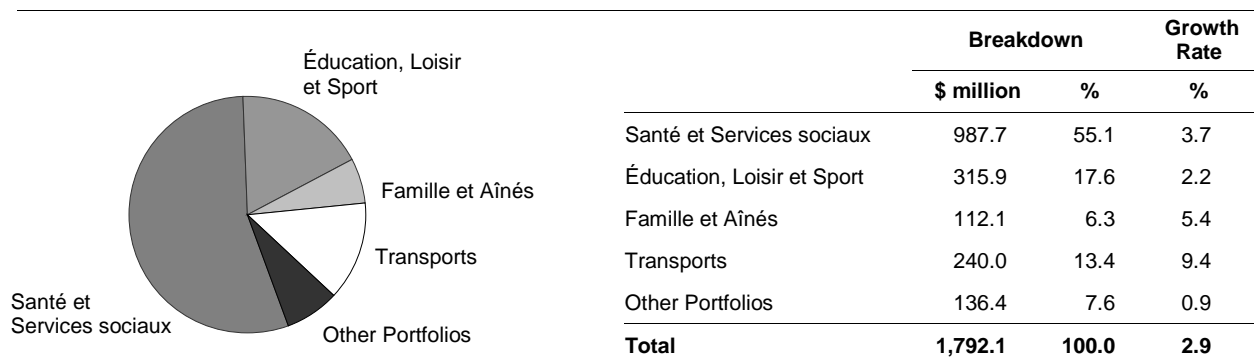 Éducation, Loisir
et Sport
Famille et Aînés
Transports
Other Portfolios
Santé et
Services sociaux
Breakdown Growth
Rate
$ million % %
Santé et Services sociaux 987.7 55.1 3.7
Éducation, Loisir et Sport 315.9 17.6 2.2
Famille et Aînés 112.1 6.3 5.4
Transports 240.0 13.4 9.4
Other Portfolios 136.4 7.6 0.9
Total 1,792.1 100.0 2.9